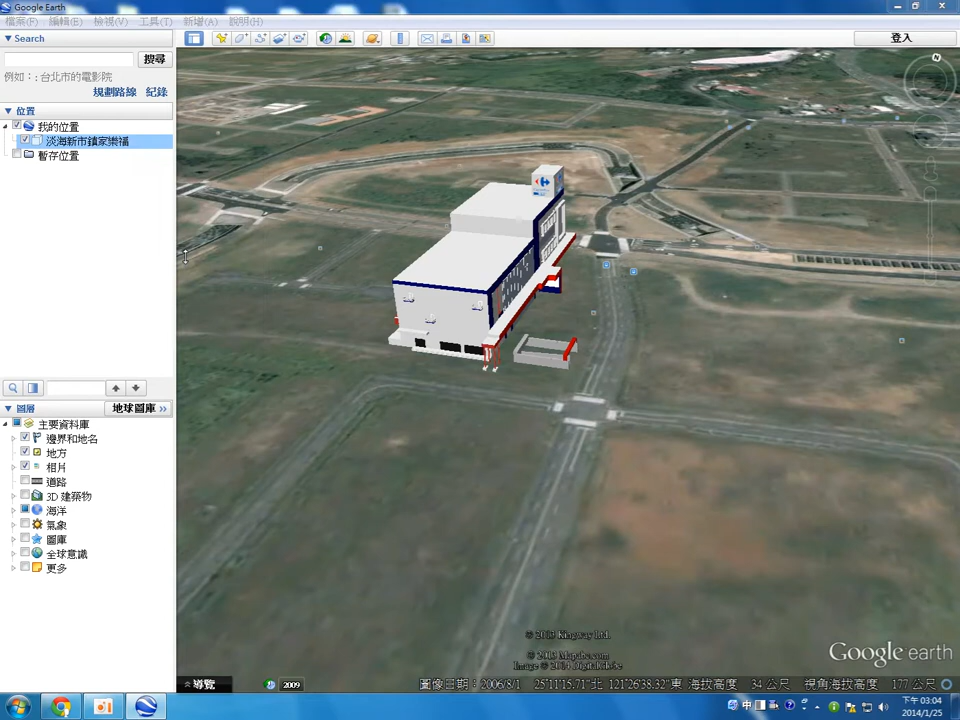 Google Earth
檔案(F) 編輯(E) 檢視(V) 工具(T) 新增(A) 說明(H)
Search
登入
搜尋
例如：: 台北市的電影院
規劃路線 紀錄
位置
我的位置
淡海新市鎮家樂福
暫存位置
圖層
地球圖庫 »
主要資料庫
邊界和地名
地方
相片
道路
3D 建築物
海洋
氣象
圖庫
全球意識
更多
© 2013 Kingway Ltd.
© 2013 Mapabc.com
Image © 2014 DigitalGlobe
Google earth
導覽
2009
圖像日期：2006/8/1 25°11'15.71"北 121°26'38.32"東 海拔高度 34 公尺 視角海拔高度 177 公尺
中
下午 03:04
2014/1/25